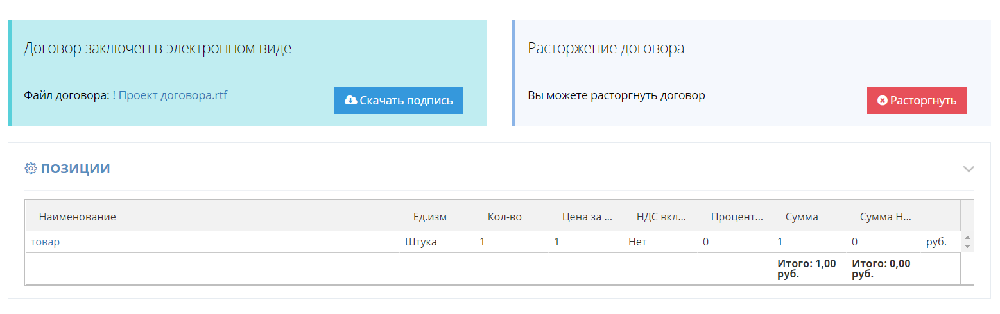 Договор заключен в электронном виде
Файл договора: ! Проект договора.rtf
Скачать подпись
Расторжение договора
Вы можете расторгнуть договор
Расторгнуть
ПОЗИЦИИ
Наименование Ед.изм Кол-во Цена за ... НДС вкл... Процент... Сумма Сумма Н...
товар Штука 1 1 Нет 0 1 0 руб.
Итого: 1,00 руб. Итого: 0,00 руб.